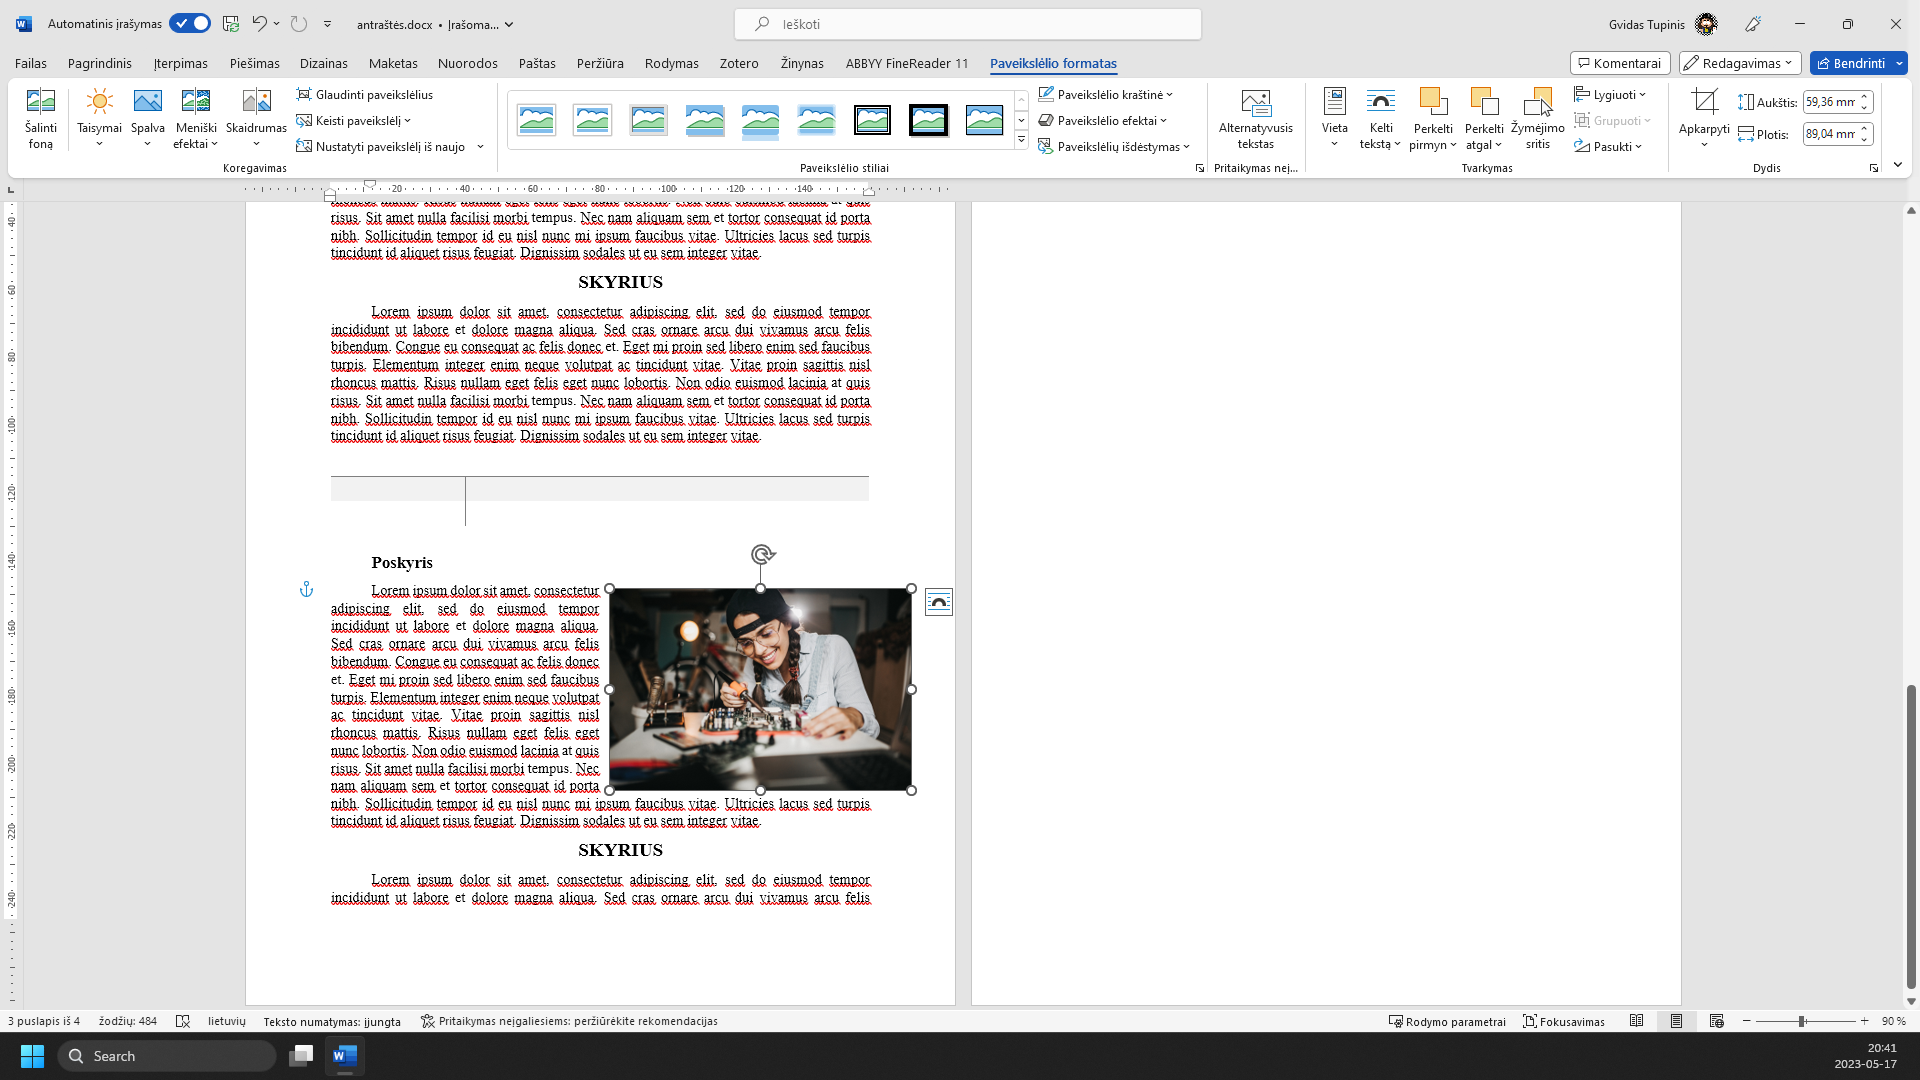 Automatinis įrašymas
antraštės.docx • Įrašoma...
Ieškoti
Gvidas Tupinis
Failas Pagrindinis Įterpimas Piešimas Dizainas Maketas Nuorodos Paštas Peržiūra Rodymas Zotero Žinynas ABBYY FineReader 11 Paveikslėlio formatas
Komentarai Redagavimas Bendrinti
Šalinti foną
Taisymai
Spalva
Meniški efektai
Skaidrumas
Glaudinti paveikslėlius
Keisti paveikslėlį
Nustatyti paveikslėlį iš naujo
Koregavimas
Paveikslėlio kraštinė
Paveikslėlio efektai
Paveikslėlių išdėstymas
Paveikslėlio stiliai
Alternatyvusis tekstas
Pritaikymas nej...
Vieta
Kelti tekstą
Perkelti pirmyn
Perkelti atgal
Žymėjimo sritis
Lygiuoti
Grupuoti
Pasukti
Tvarkymas
Apkarpyti
Aukštis: 59,36 mm
Plotis: 89,04 mm
Dydis
20 40 60 80 100 120 140
40 60 80 100 120 140 160 180 200 220 240
risus. Sit amet nulla facilisi morbi tempus. Nec nam aliquam sem et tortor consequat id porta
nibh. Sollicitudin tempor id eu nisl nunc mi ipsum faucibus vitae. Ultricies lacus sed turpis
tincidunt id aliquet risus feugiat. Dignissim sodales ut eu sem integer vitae.
SKYRIUS
Lorem ipsum dolor sit amet, consectetur adipiscing elit, sed do eiusmod tempor
incididunt ut labore et dolore magna aliqua. Sed cras ornare arcu dui vivamus arcu felis
bibendum. Congue eu consequat ac felis donec et. Eget mi proin sed libero enim sed faucibus
turpis. Elementum integer enim neque volutpat ac tincidunt vitae. Vitae proin sagittis nisl
rhoncus mattis. Risus nullam eget felis eget nunc lobortis. Non odio euismod lacinia at quis
risus. Sit amet nulla facilisi morbi tempus. Nec nam aliquam sem et tortor consequat id porta
nibh. Sollicitudin tempor id eu nisl nunc mi ipsum faucibus vitae. Ultricies lacus sed turpis
tincidunt id aliquet risus feugiat. Dignissim sodales ut eu sem integer vitae.
Poskyris
Lorem ipsum dolor sit amet, consectetur
adipiscing elit, sed do eiusmod tempor
incididunt ut labore et dolore magna aliqua.
Sed cras ornare arcu dui vivamus arcu felis
bibendum. Congue eu consequat ac felis donec
et. Eget mi proin sed libero enim sed faucibus
turpis. Elementum integer enim neque volutpat
ac tincidunt vitae. Vitae proin sagittis nisl
rhoncus mattis. Risus nullam eget felis eget
nunc lobortis. Non odio euismod lacinia at quis
risus. Sit amet nulla facilisi morbi tempus. Nec
nam aliquam sem et tortor consequat id porta
nibh. Sollicitudin tempor id eu nisl nunc mi ipsum faucibus vitae. Ultricies lacus sed turpis
tincidunt id aliquet risus feugiat. Dignissim sodales ut eu sem integer vitae.
SKYRIUS
Lorem ipsum dolor sit amet, consectetur adipiscing elit, sed do eiusmod tempor
incididunt ut labore et dolore magna aliqua. Sed cras ornare arcu dui vivamus arcu felis
3 puslapis iš 4 žodžių: 484 lietuvių Teksto numatymas: įjungta Pritaikymas neįgaliesiems: peržiūrėkite rekomendacijas
Rodymo parametrai Fokusavimas 90 %
Search
20:41
2023-05-17